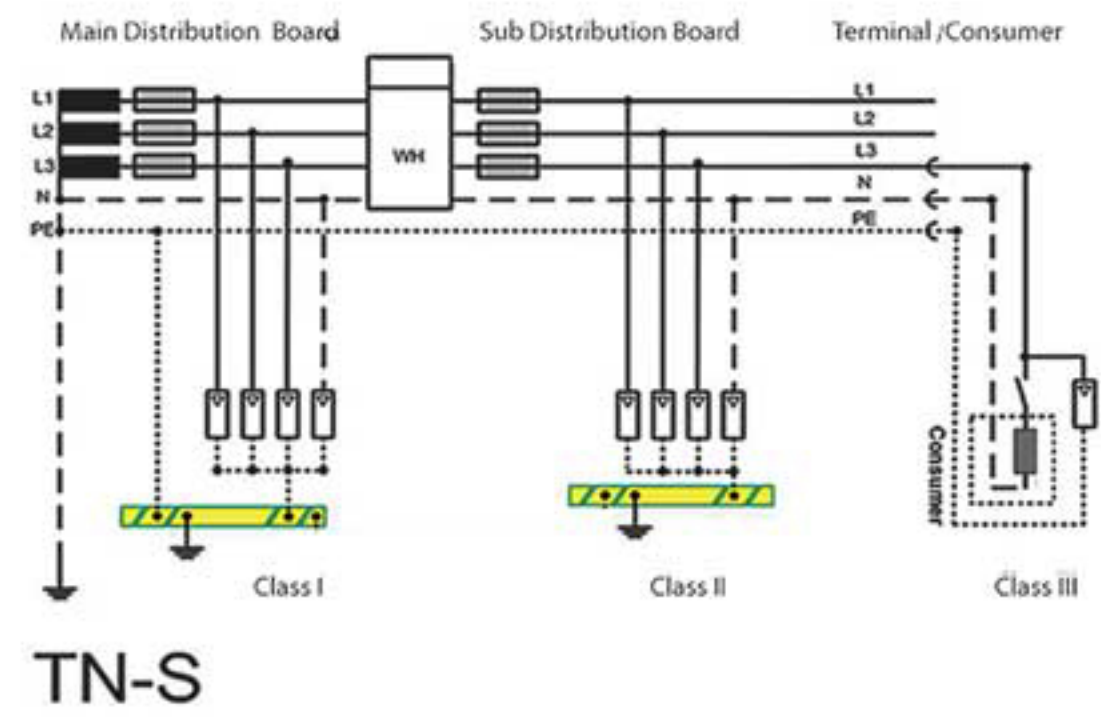 Main Distribution Board
Sub Distribution Board
Terminal /Consumer
L1
L2
L3
N
PE
WH
L1
L2
L3
N
PE
Consumer
Class I
Class II
Class III
TN-S